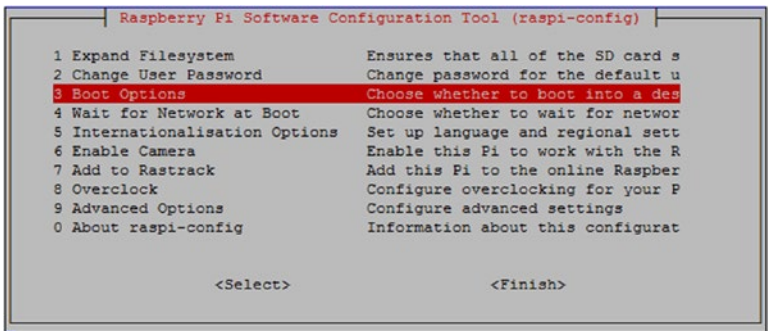 Raspberry Pi Software Configuration Tool (raspi-config)
1 Expand Filesystem Ensures that all of the SD card s
2 Change User Password Change password for the default u
3 Boot Options Choose whether to boot into a des
4 Wait for Network at Boot Choose whether to wait for networ
5 Internationalisation Options Set up language and regional sett
6 Enable Camera Enable this Pi to work with the R
7 Add to Rastrack Add this Pi to the online Raspber
8 Overclock Configure overclocking for your P
9 Advanced Options Configure advanced settings
0 About raspi-config Information about this configurat
<Select> <Finish>